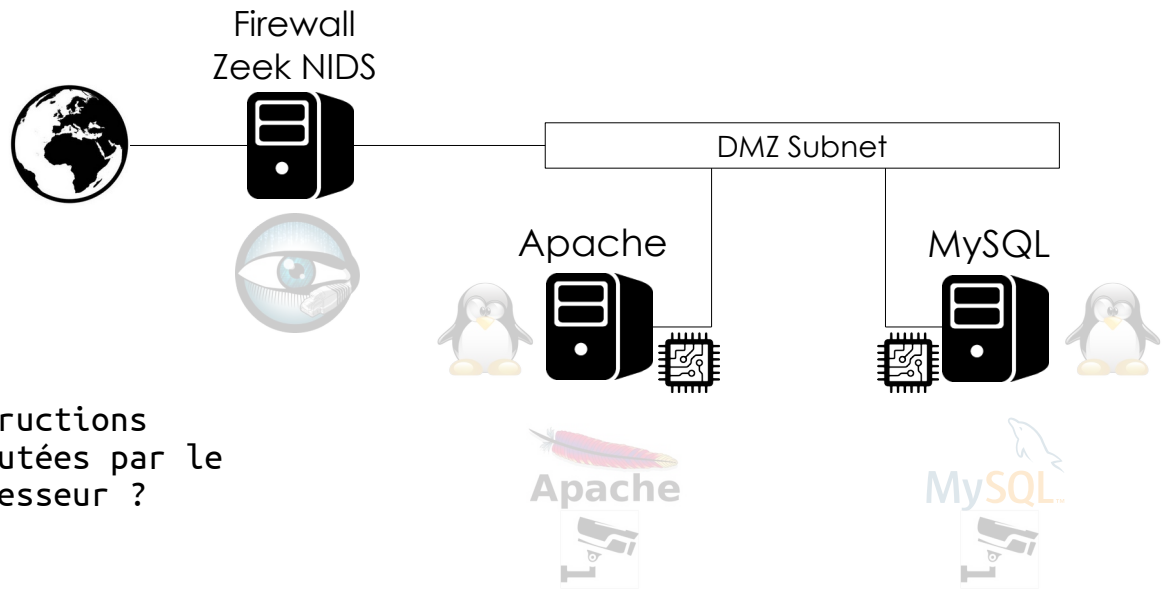 Firewall
Zeek NIDS
DMZ Subnet
Apache
MySQL
ructions
utées par le
esseur ?
Apache
MySQL